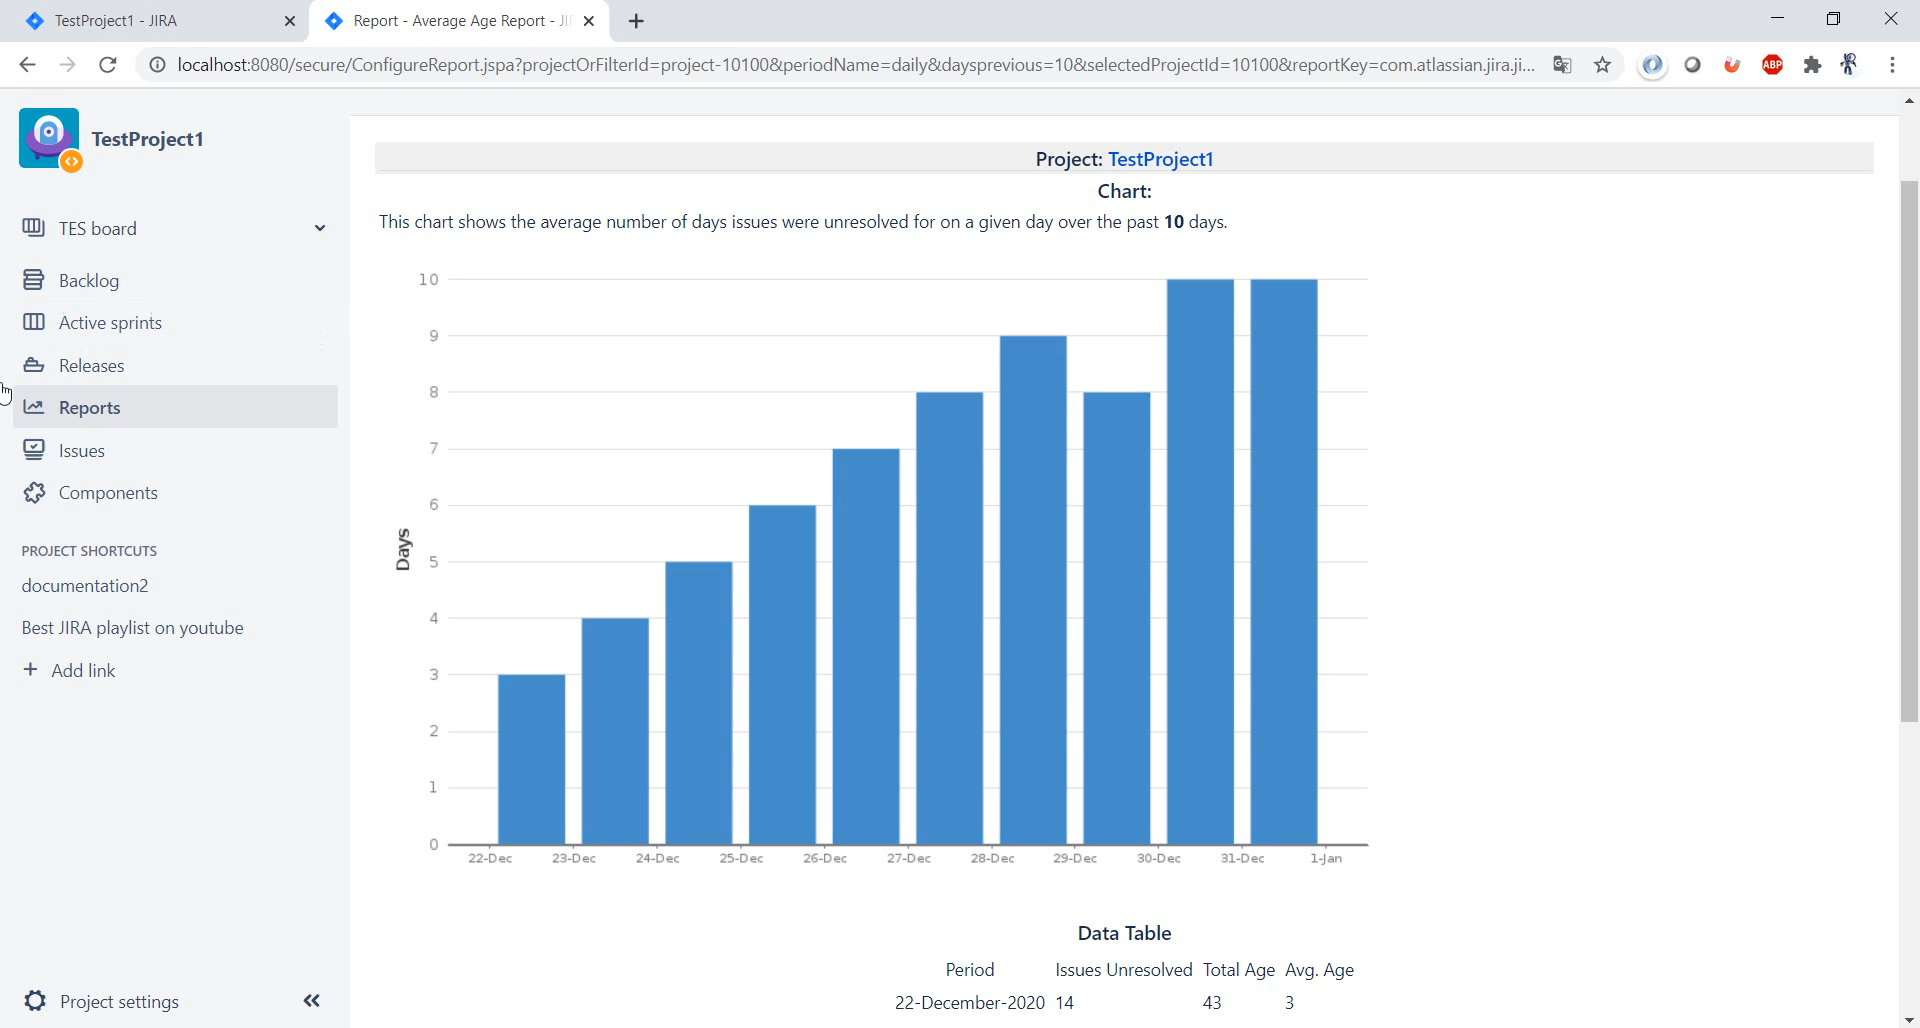 TestProject1 - JIRA
Report - Average Age Report - JI
localhost:8080/secure/ConfigureReport.jspa?projectOrFilterId=project-10100&periodName=daily&daysprevious=10&selectedProjectId=10100&reportKey=com.atlassian.jira.ji...
ABP
TestProject1
TES board
Backlog
Active sprints
Releases
Reports
Issues
Components
PROJECT SHORTCUTS
documentation2
Best JIRA playlist on youtube
+ Add link
Project settings
Project: TestProject1
Chart:
This chart shows the average number of days issues were unresolved for on a given day over the past 10 days.
10
9
8
7
6
5
4
3
2
1
0
Days
22-Dec 23-Dec 24-Dec 25-Dec 26-Dec 27-Dec 28-Dec 29-Dec 30-Dec 31-Dec 1-Jan
Data Table
Period Issues Unresolved Total Age Avg. Age
22-December-2020 14 43 3